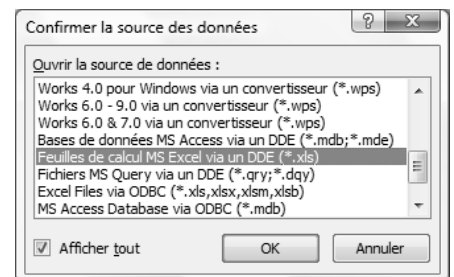 Confirmer la source des données
Ouvrir la source de données :
Works 4.0 pour Windows via un convertisseur (*.wps)
Works 6.0 - 9.0 via un convertisseur (*.wps)
Works 6.0 & 7.0 via un convertisseur (*.wps)
Bases de données MS Access via un DDE (*.mdb;*.mde)
Feuilles de calcul MS Excel via un DDE (*.xls)
Fichiers MS Query via un DDE (*.qry;*.dqy)
Excel Files via ODBC (*.xls,xlsx,xlsm,xlsb)
MS Access Database via ODBC (*.mdb)
Afficher tout
OK
Annuler